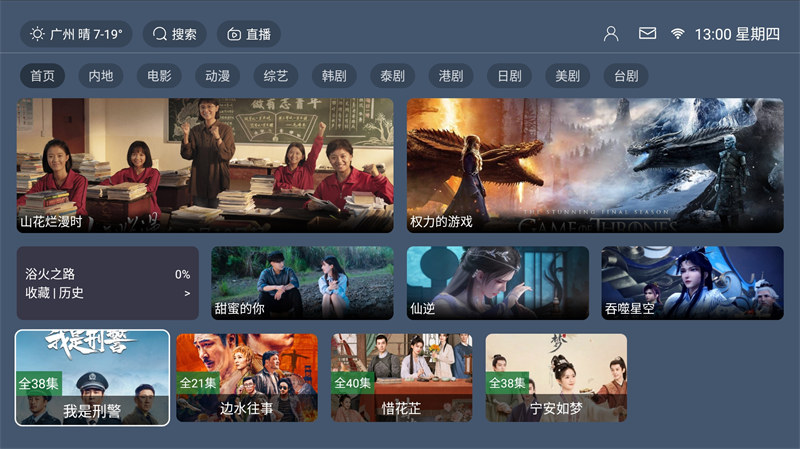 广州 晴 7-19°
搜索
直播
13:00 星期四
首页
内地
电影
动漫
综艺
韩剧
泰剧
港剧
日剧
美剧
台剧
做有志青年
山花烂漫时
THE STUNNING FINAL SEASON
GAME OF THRONES
权力的游戏
浴火之路 0%
收藏 | 历史 >
甜蜜的你
仙逆
吞噬星空
我是刑警
全38集
我是刑警
全21集
边水往事
全40集
惜花芷
全38集
宁安如梦